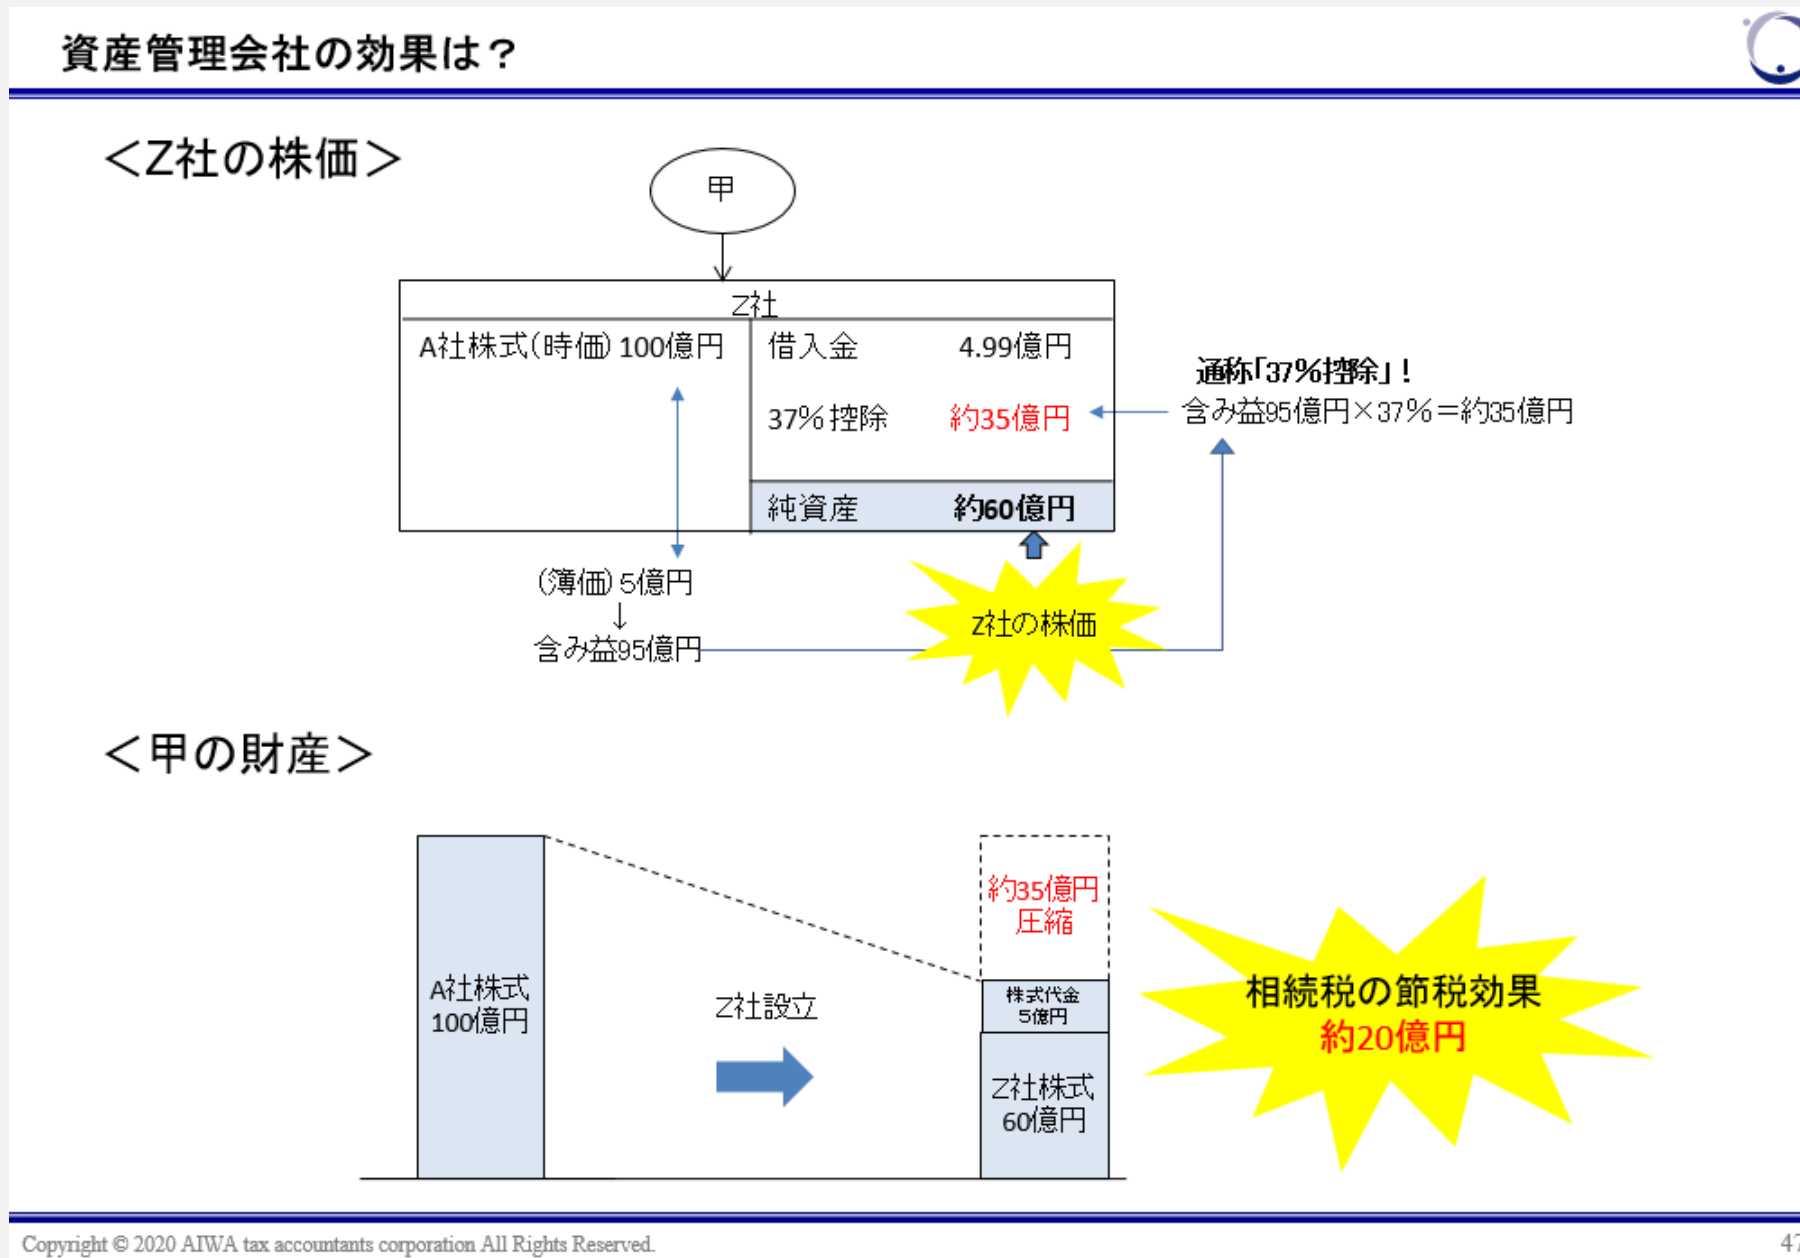 資産管理会社の効果は？
＜Z社の株価＞
甲
Z社
A社株式(時価) 100億円
借入金 4.99億円
37％控除 約35億円
純資産 約60億円
通称「37％控除」！
含み益95億円×37％＝約35億円
(簿価) 5億円
↓
含み益95億円
Z社の株価
＜甲の財産＞
A社株式
100億円
Z社設立
約35億円
圧縮
株式代金
5億円
Z社株式
60億円
相続税の節税効果
約20億円
Copyright © 2020 AIWA tax accountants corporation All Rights Reserved.
47